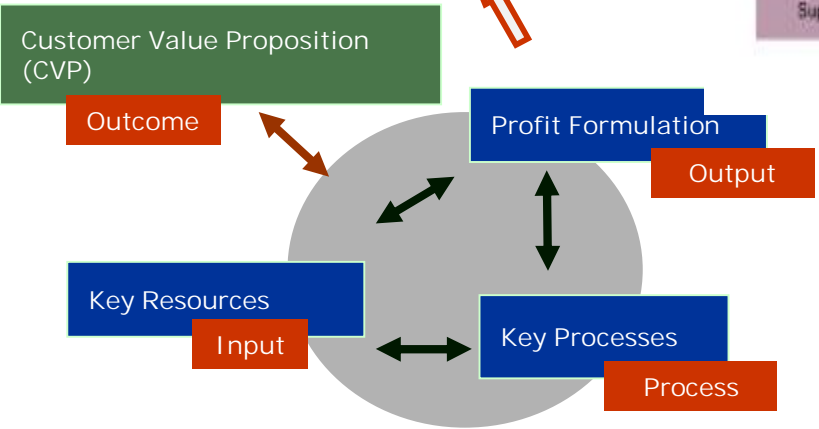 Customer Value Proposition
(CVP)
Outcome
Profit Formulation
Output
Key Resources
Input
Key Processes
Process